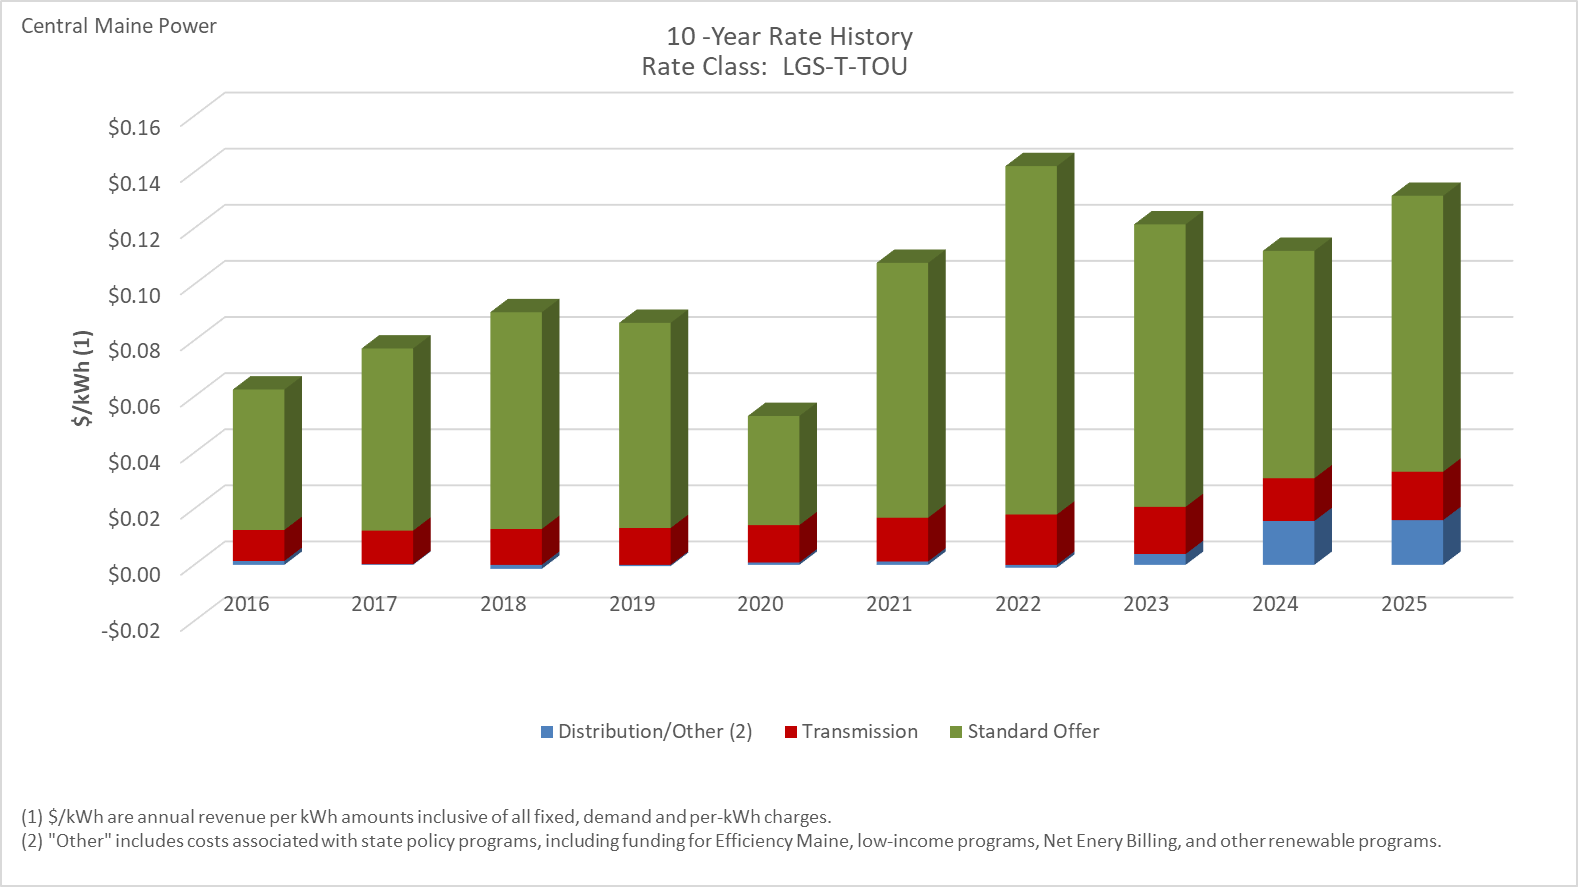 Central Maine Power
10 -Year Rate History
Rate Class:  LGS-T-TOU
$0.16
$0.14
$0.12
$0.10
$0.08
$0.06
$0.04
$0.02
$0.00
-$0.02
$/kWh (1)
2016 2017 2018 2019 2020 2021 2022 2023 2024 2025
Distribution/Other (2) Transmission Standard Offer
(1) $/kWh are annual revenue per kWh amounts inclusive of all fixed, demand and per-kWh charges.
(2) "Other" includes costs associated with state policy programs, including funding for Efficiency Maine, low-income programs, Net Enery Billing, and other renewable programs.